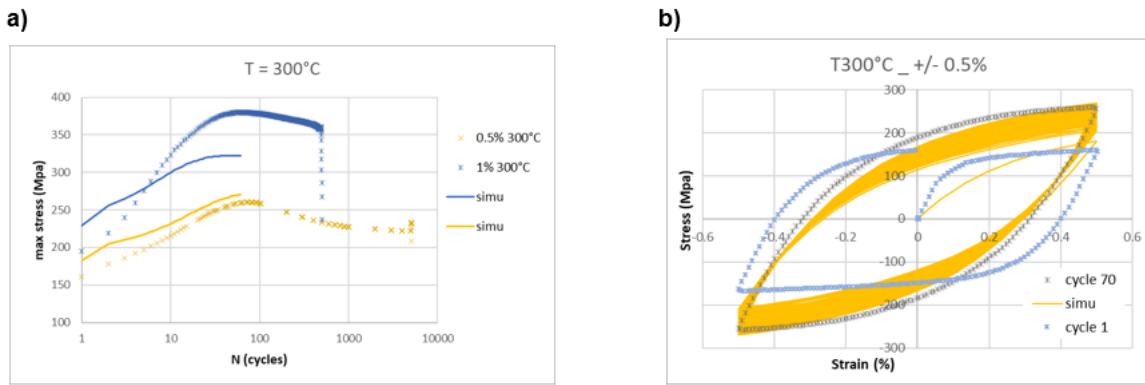 a)
T = 300°C
400
350
300
250
200
150
100
1
10
100
1000
10000
max stress (Mpa)
N (cycles)
0.5% 300°C
1% 300°C
simu
simu
b)
T300°C _ +/- 0.5%
300
200
100
0
-100
-200
-300
-0.6
-0.4
-0.2
0
0.2
0.4
0.6
Stress (Mpa)
Strain (%)
cycle 70
simu
cycle 1